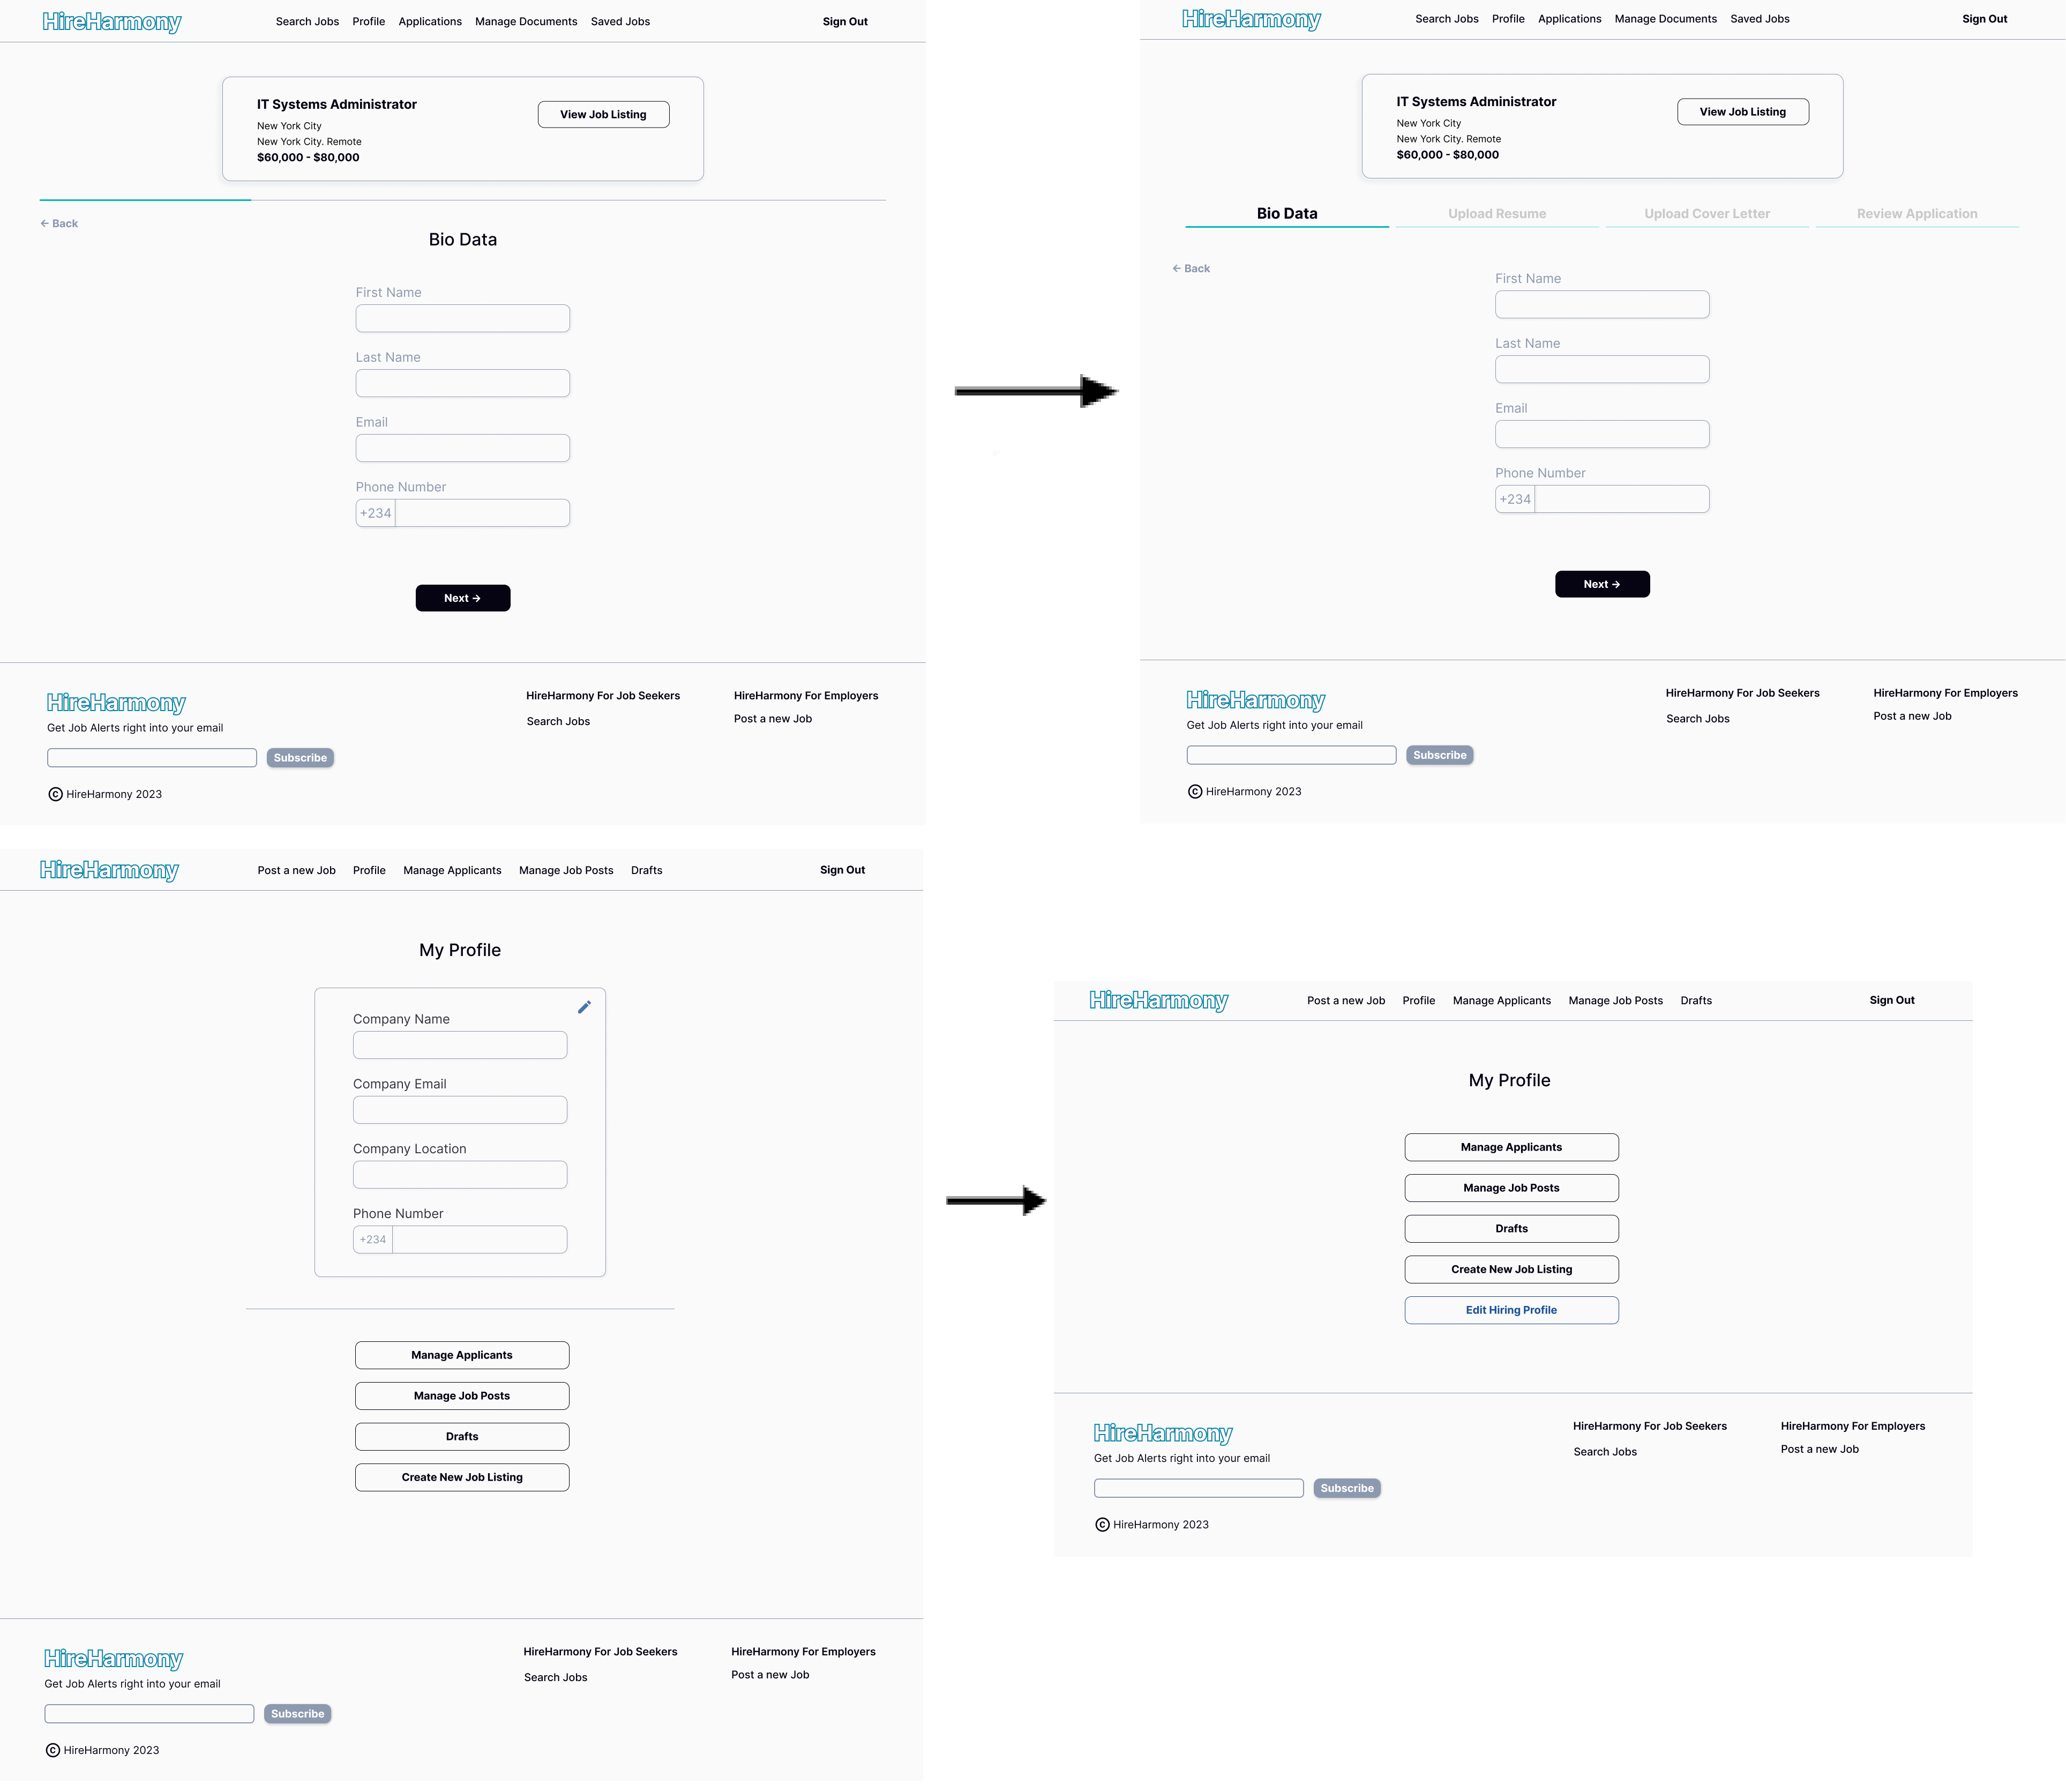 HireHarmony
Search Jobs Profile Applications Manage Documents Saved Jobs Sign Out
IT Systems Administrator
View Job Listing
New York City
New York City. Remote
$60,000 - $80,000
← Back
Bio Data
First Name
Last Name
Email
Phone Number
+234
Next →
HireHarmony
Get Job Alerts right into your email
Subscribe
© HireHarmony 2023
HireHarmony For Job Seekers
Search Jobs
HireHarmony For Employers
Post a new Job
HireHarmony
Search Jobs Profile Applications Manage Documents Saved Jobs Sign Out
IT Systems Administrator
View Job Listing
New York City
New York City. Remote
$60,000 - $80,000
Bio Data Upload Resume Upload Cover Letter Review Application
← Back
First Name
Last Name
Email
Phone Number
+234
Next →
HireHarmony
Get Job Alerts right into your email
Subscribe
© HireHarmony 2023
HireHarmony For Job Seekers
Search Jobs
HireHarmony For Employers
Post a new Job
HireHarmony
Post a new Job Profile Manage Applicants Manage Job Posts Drafts Sign Out
My Profile
Company Name
Company Email
Company Location
Phone Number
+234
Manage Applicants
Manage Job Posts
Drafts
Create New Job Listing
HireHarmony
Get Job Alerts right into your email
Subscribe
© HireHarmony 2023
HireHarmony For Job Seekers
Search Jobs
HireHarmony For Employers
Post a new Job
HireHarmony
Post a new Job Profile Manage Applicants Manage Job Posts Drafts Sign Out
My Profile
Manage Applicants
Manage Job Posts
Drafts
Create New Job Listing
Edit Hiring Profile
HireHarmony
Get Job Alerts right into your email
Subscribe
© HireHarmony 2023
HireHarmony For Job Seekers
Search Jobs
HireHarmony For Employers
Post a new Job